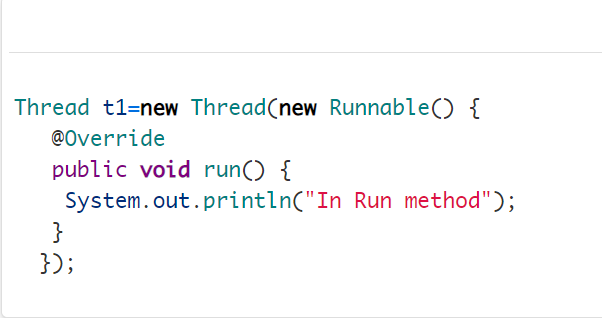 Thread t1=new Thread(new Runnable() {
   @Override
   public void run() {
    System.out.println("In Run method");
   }
  });